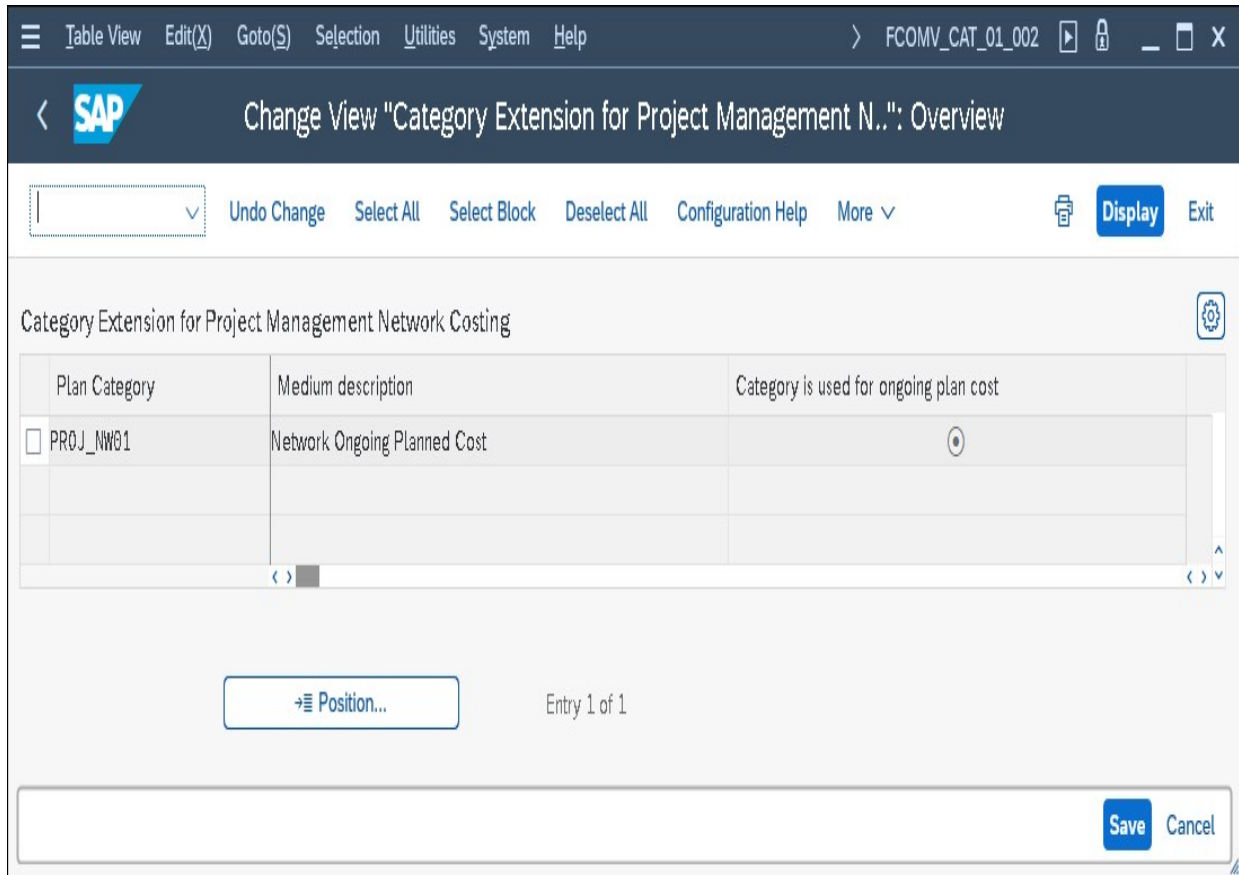 Table View Edit(X) Goto(S) Selection Utilities System Help FCOMV_CAT_01_002
SAP Change View "Category Extension for Project Management N..": Overview
Undo Change Select All Select Block Deselect All Configuration Help More Display Exit
Category Extension for Project Management Network Costing
Plan Category Medium description Category is used for ongoing plan cost
PROJ_NW01 Network Ongoing Planned Cost
Position... Entry 1 of 1
Save Cancel